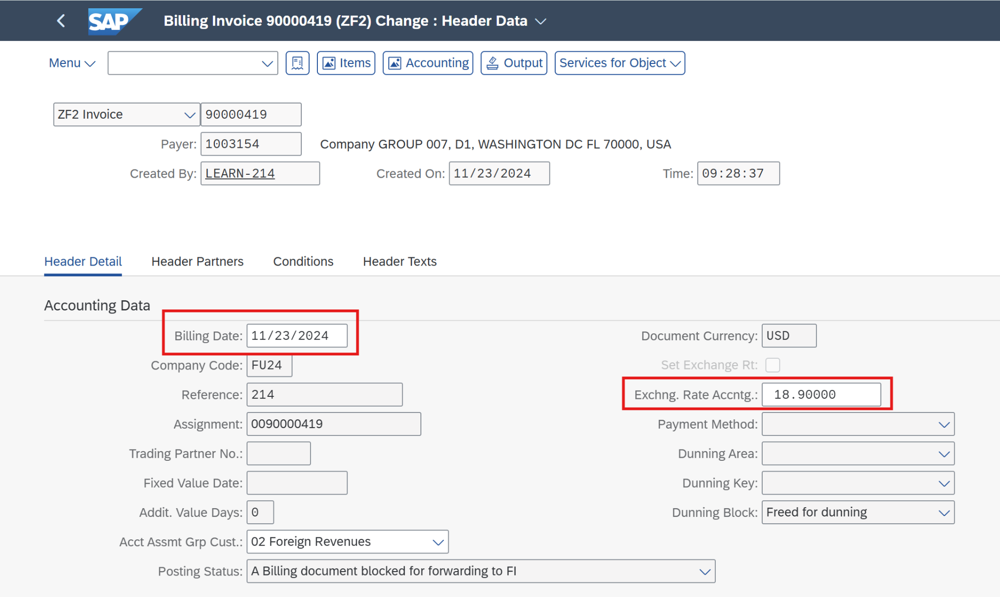 SAP Billing Invoice 90000419 (ZF2) Change : Header Data
Menu Items Accounting Output Services for Object
ZF2 Invoice 90000419
Payer: 1003154 Company GROUP 007, D1, WASHINGTON DC FL 70000, USA
Created By: LEARN-214 Created On: 11/23/2024 Time: 09:28:37
Header Detail Header Partners Conditions Header Texts
Accounting Data
Billing Date: 11/23/2024 Document Currency: USD
Company Code: FU24 Set Exchange Rt:
Reference: 214 Exchng. Rate Accntg.: 18.90000
Assignment: 0090000419 Payment Method:
Trading Partner No.: Dunning Area:
Fixed Value Date: Dunning Key:
Addit. Value Days: 0 Dunning Block: Freed for dunning
Acct Assmt Grp Cust.: 02 Foreign Revenues
Posting Status: A Billing document blocked for forwarding to FI